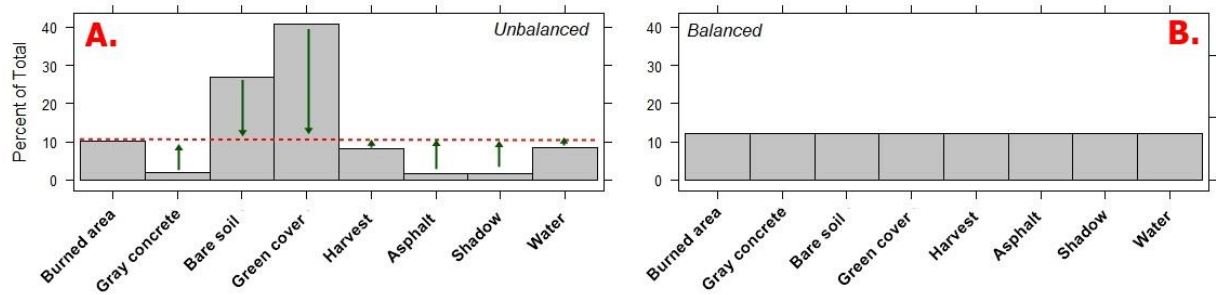 A.
Unbalanced
Percent of Total
40
30
20
10
0
Burned area
Gray concrete
Bare soil
Green cover
Harvest
Asphalt
Shadow
Water
Balanced
B.
40
30
20
10
0
Burned area
Gray concrete
Bare soil
Green cover
Harvest
Asphalt
Shadow
Water